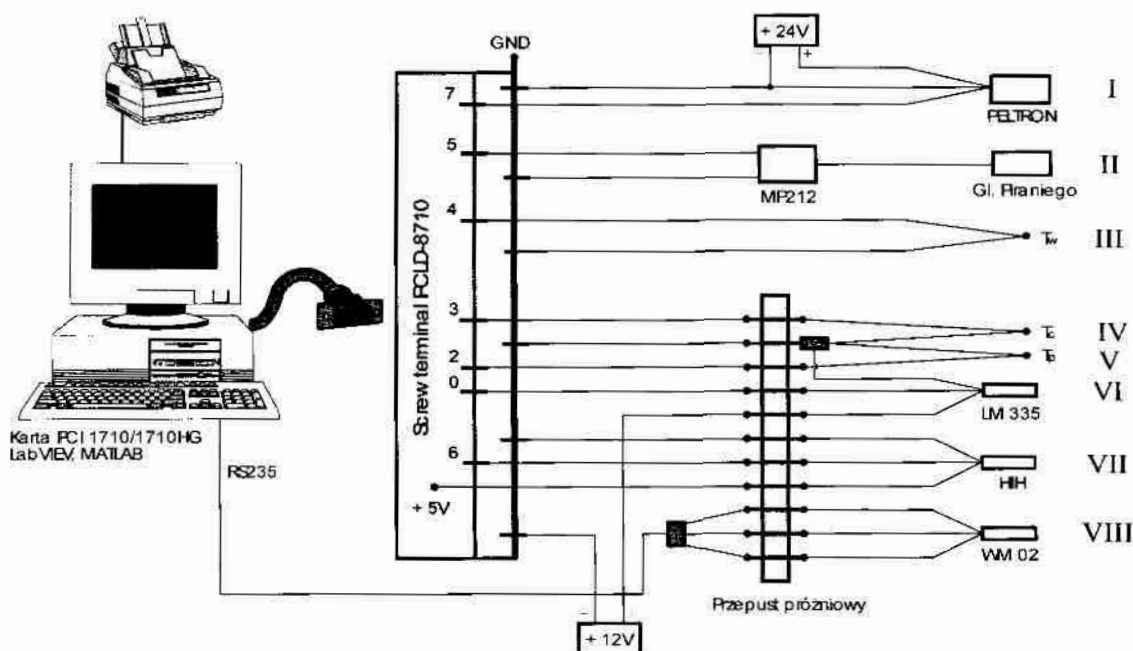 + 24V
+
GND
7
PELTRON
I
5
MP212
Gl. Piraniego
II
4
Tw
III
Screw terminal PCLD-8710
3
Tc
IV
2
Tp
V
0
LM 335
VI
Karta PCI 1710/1710HG
LabVIEV, MATLAB
RS235
6
HIH
VII
+ 5V
WM 02
VIII
Przepust próżniowy
-
+ 12V